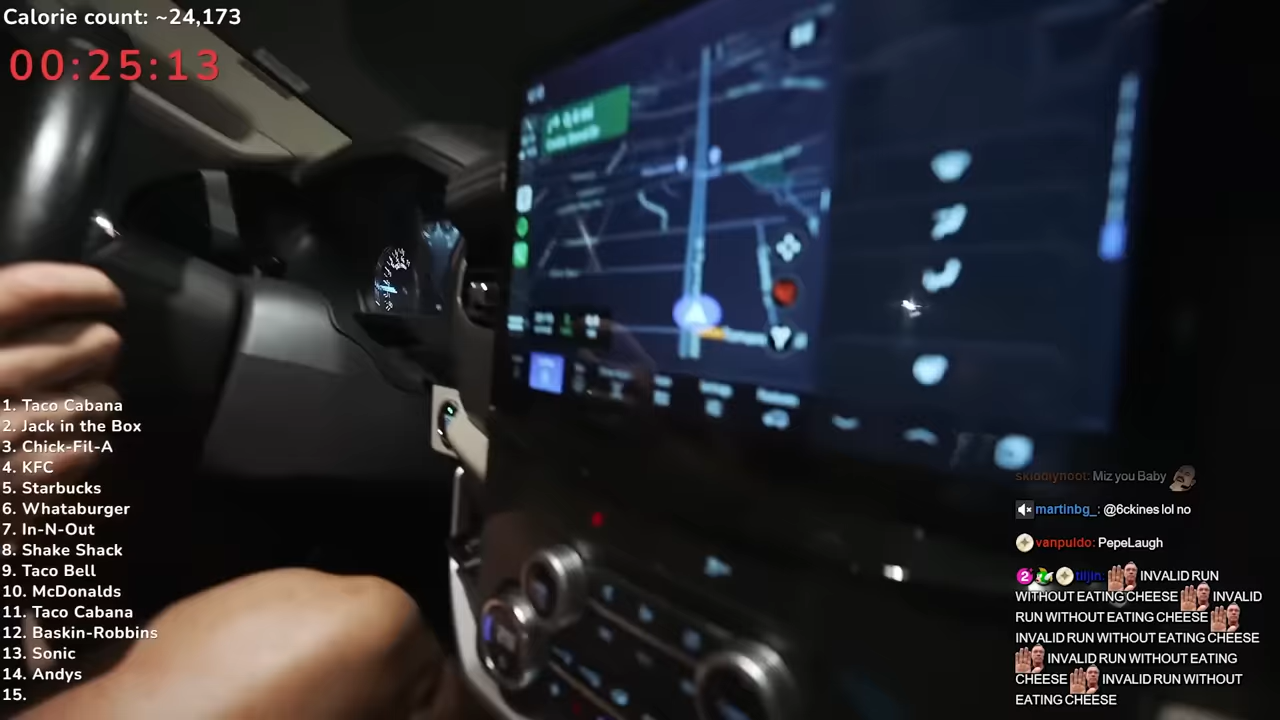 Calorie count: ~24,173
00:25:13
1. Taco Cabana
2. Jack in the Box
3. Chick-Fil-A
4. KFC
5. Starbucks
6. Whataburger
7. In-N-Out
8. Shake Shack
9. Taco Bell
10. McDonalds
11. Taco Cabana
12. Baskin-Robbins
13. Sonic
14. Andys
15.
Miz you Baby
martinbg_: @6ckines lol no
vanpuldo: PepeLaugh
tiljin: INVALID RUN
WITHOUT EATING CHEESE INVALID
RUN WITHOUT EATING CHEESE
INVALID RUN WITHOUT EATING CHEESE
INVALID RUN WITHOUT EATING
CHEESE INVALID RUN WITHOUT
EATING CHEESE